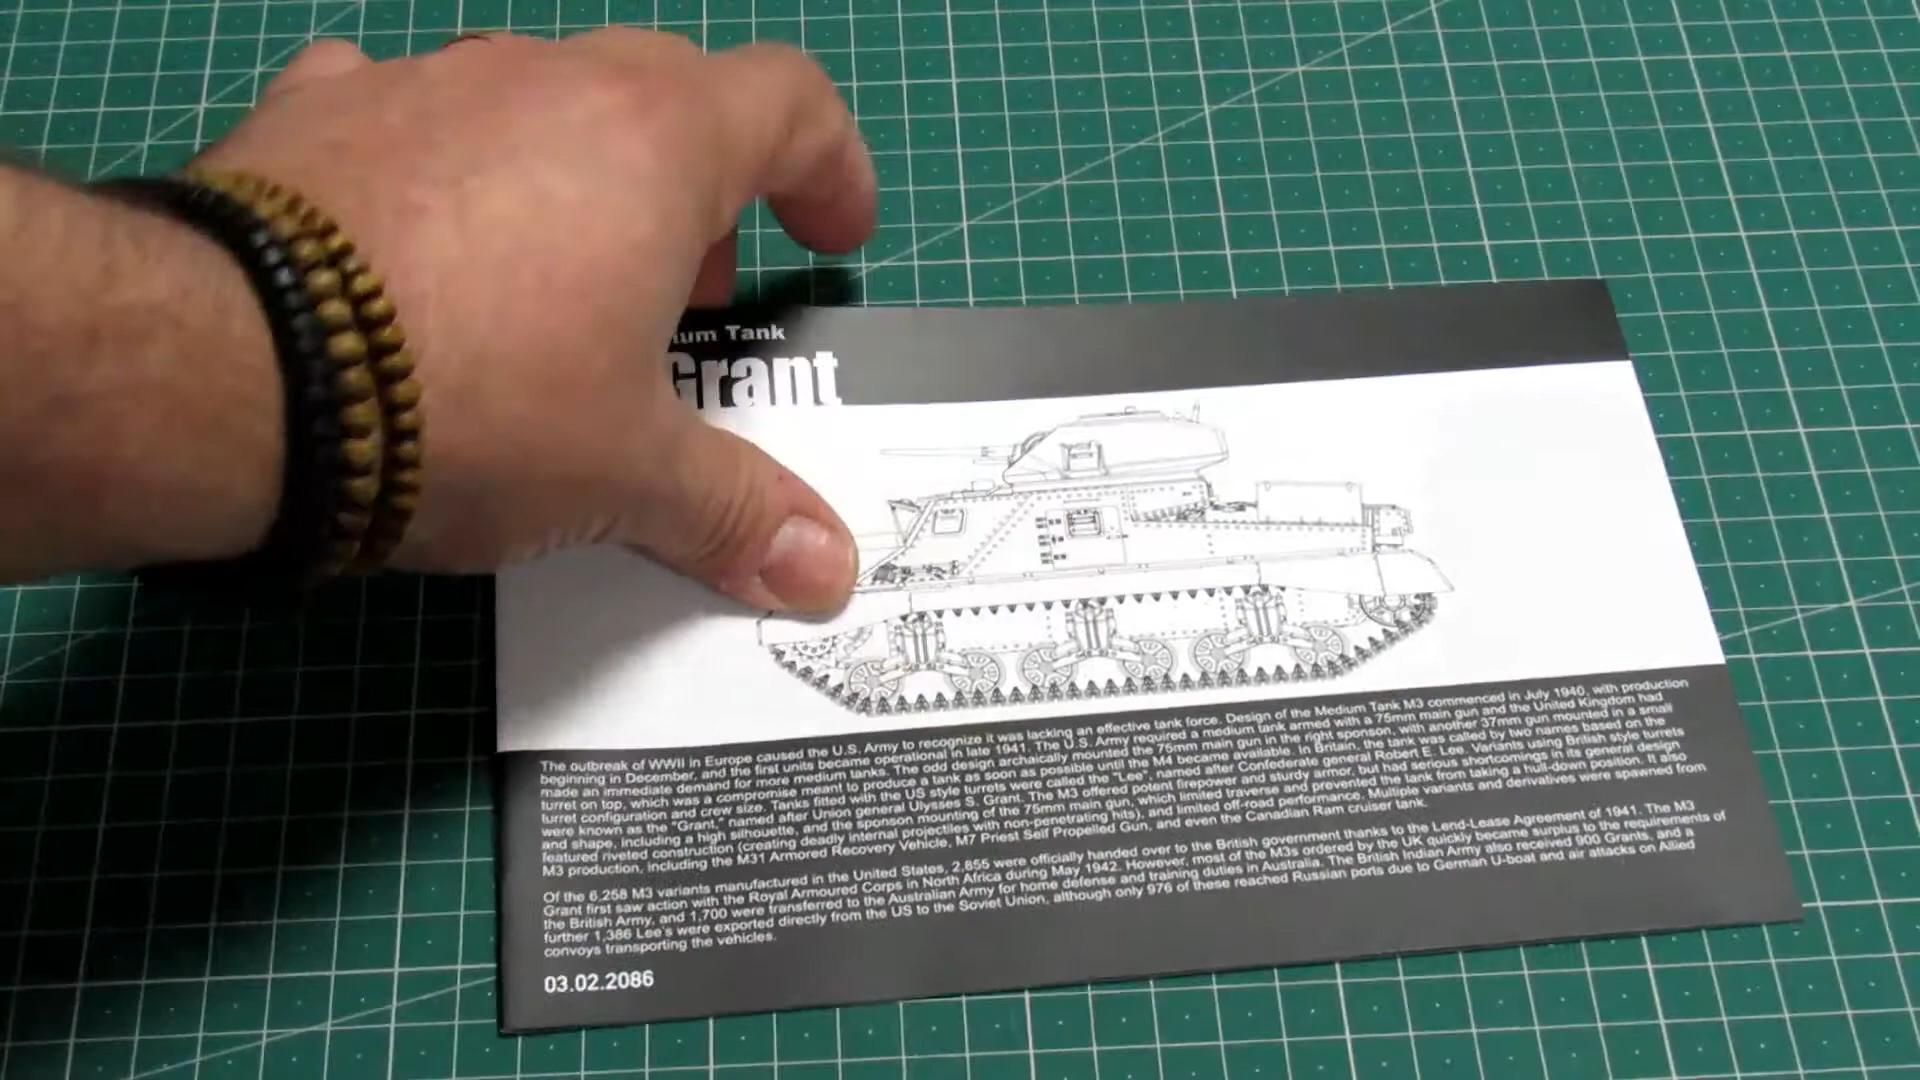 ium Tank
Grant
The outbreak of WWII in Europe caused the U.S. Army to recognize it was lacking an effective tank force. Design of the Medium Tank M3 commenced in July 1940, with production
beginning in December, and the first units became operational in late 1941. The U.S. Army required a medium tank armed with a 75mm main gun and the United Kingdom had
made an immediate demand for more medium tanks. The odd design archaically mounted the 75mm main gun in the right sponson, with another 37mm gun mounted in a small
turret on top, which was a compromise meant to produce a tank as soon as possible until the M4 became available. In Britain, the tank was called by two names based on the
turret configuration and crew size. Tanks fitted with the US style turrets were called the "Lee", named after Confederate general Robert E. Lee. Variants using British style turrets
were known as the "Grant," named after Union general Ulysses S. Grant. The M3 offered potent firepower and sturdy armor, but had serious shortcomings in its general design
and shape, including a high silhouette, and the sponson mounting of the 75mm main gun, which limited traverse and prevented the tank from taking a hull-down position. It also
featured riveted construction (creating deadly internal projectiles with non-penetrating hits), and limited off-road performance. Multiple variants and derivatives were spawned from
M3 production, including the M31 Armored Recovery Vehicle, M7 Priest Self Propelled Gun, and even the Canadian Ram cruiser tank.
Of the 6,258 M3 variants manufactured in the United States, 2,855 were officially handed over to the British government thanks to the Lend-Lease Agreement of 1941. The M3
Grant first saw action with the Royal Armoured Corps in North Africa during May 1942. However, most of the M3s ordered by the UK quickly became surplus to the requirements of
the British Army, and 1,700 were transferred to the Australian Army for home defense and training duties in Australia. The British Indian Army also received 900 Grants, and a
further 1,386 Lee's were exported directly from the US to the Soviet Union, although only 976 of these reached Russian ports due to German U-boat and air attacks on Allied
convoys transporting the vehicles.
03.02.2086